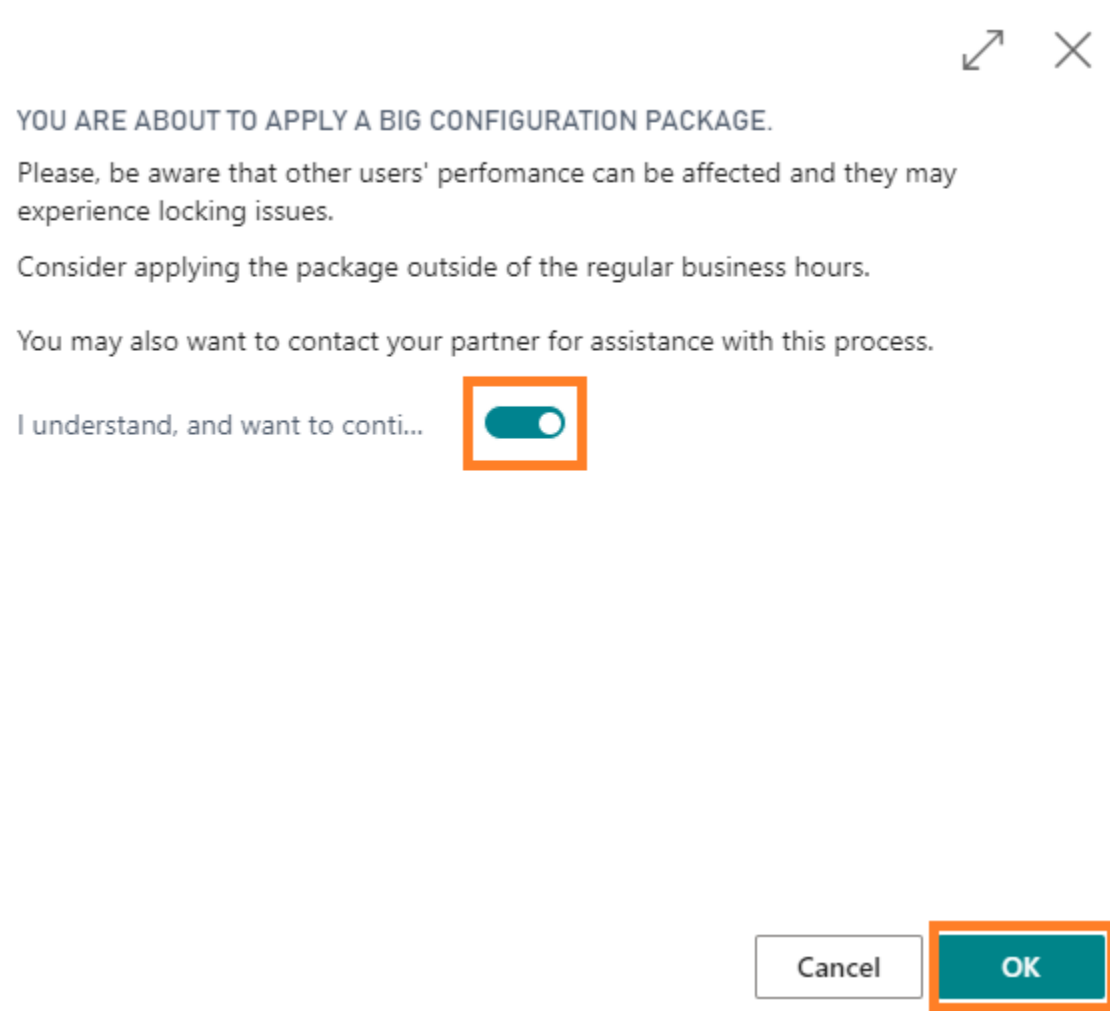 YOU ARE ABOUT TO APPLY A BIG CONFIGURATION PACKAGE.
Please, be aware that other users' perfomance can be affected and they may
experience locking issues.
Consider applying the package outside of the regular business hours.
You may also want to contact your partner for assistance with this process.
I understand, and want to conti...
Cancel
OK